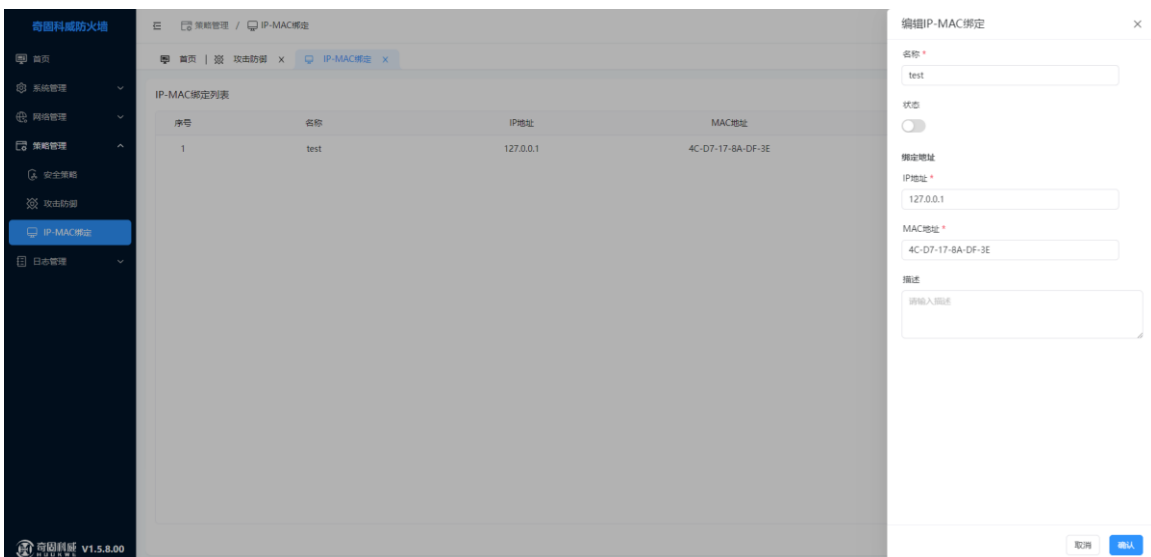 奇固科威防火墙
首页
系统管理
网络管理
策略管理
安全策略
攻击防御
IP-MAC绑定
日志管理
奇固科威 V1.5.8.00
策略管理 / IP-MAC绑定
首页 | 攻击防御 X IP-MAC绑定 X
IP-MAC绑定列表
序号 名称 IP地址 MAC地址
1 test 127.0.0.1 4C-D7-17-8A-DF-3E
编辑IP-MAC绑定
名称 *
test
状态
绑定地址
IP地址 *
127.0.0.1
MAC地址 *
4C-D7-17-8A-DF-3E
描述
请输入描述
取消 确认